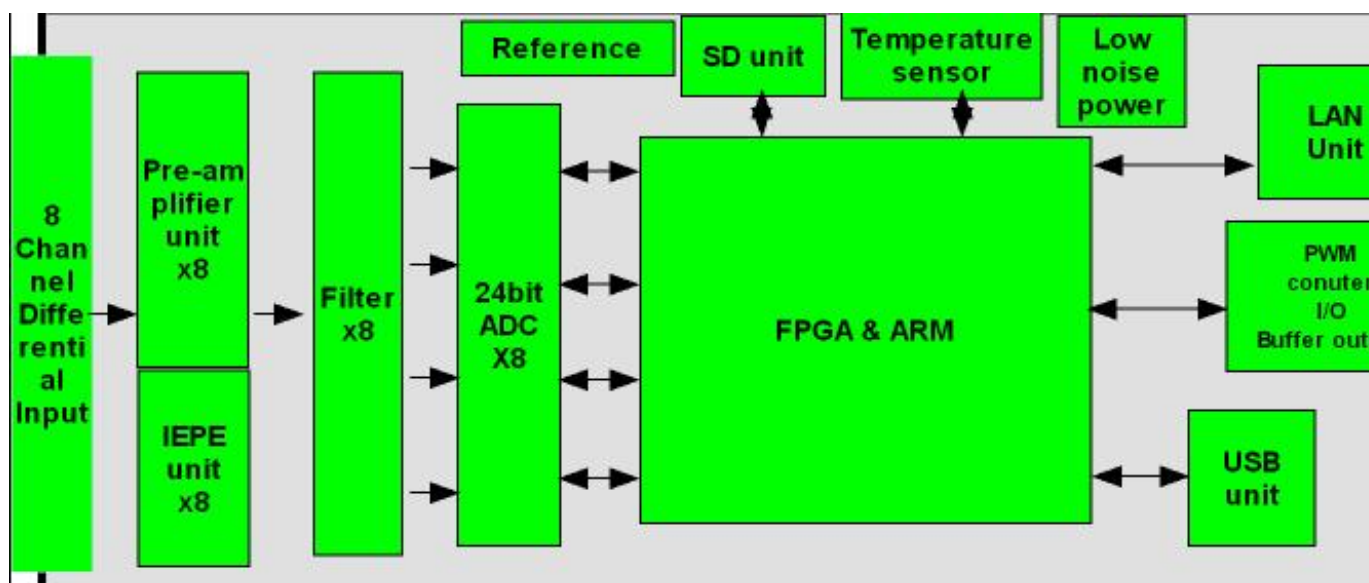 8
Chan
nel
Diffe
renti
al
Input
Pre-am
plifier
unit
x8
IEPE
unit
x8
Filter
x8
Reference
24bit
ADC
X8
SD unit
Temperature
sensor
Low
noise
power
FPGA & ARM
LAN
Unit
PWM
conuter
I/O
Buffer out
USB
unit